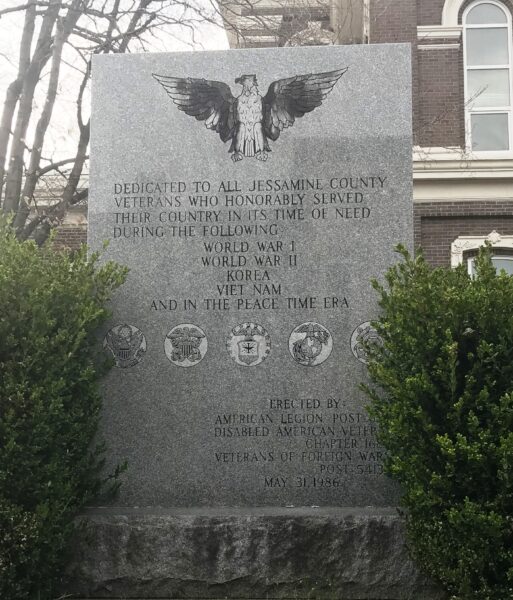 DEDICATED TO ALL JESSAMINE COUNTY
VETERANS WHO HONORABLY SERVED
THEIR COUNTRY IN ITS TIME OF NEED
DURING THE FOLLOWING
WORLD WAR I
WORLD WAR II
KOREA
VIET NAM
AND IN THE PEACE TIME ERA
ERECTED BY:
AMERICAN LEGION POST
DISABLED AMERICAN
CHAPTER
VETERANS OF FOREIGN
POST 5413
MAY. 31, 1986